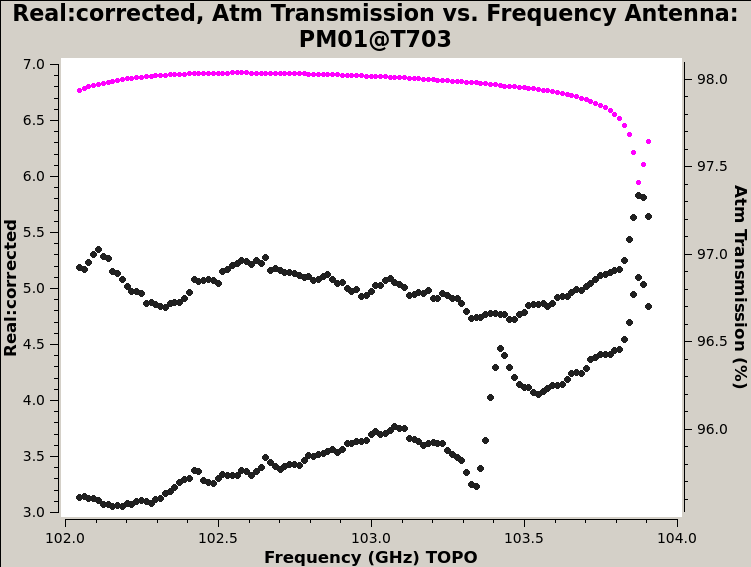 Real:corrected, Atm Transmission vs. Frequency Antenna:
PM01@T703
7.0
6.5
6.0
5.5
5.0
4.5
4.0
3.5
3.0
Real:corrected
98.0
97.5
97.0
96.5
96.0
Atm Transmission (%)
102.0 102.5 103.0 103.5 104.0
Frequency (GHz) TOPO